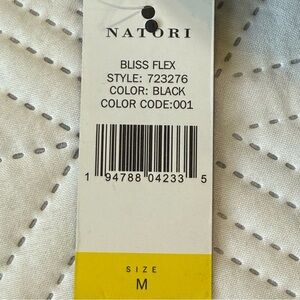 NATORI
BLISS FLEX
STYLE: 723276
COLOR: BLACK
COLOR CODE:001
1 94788 04233 5
SIZE
M